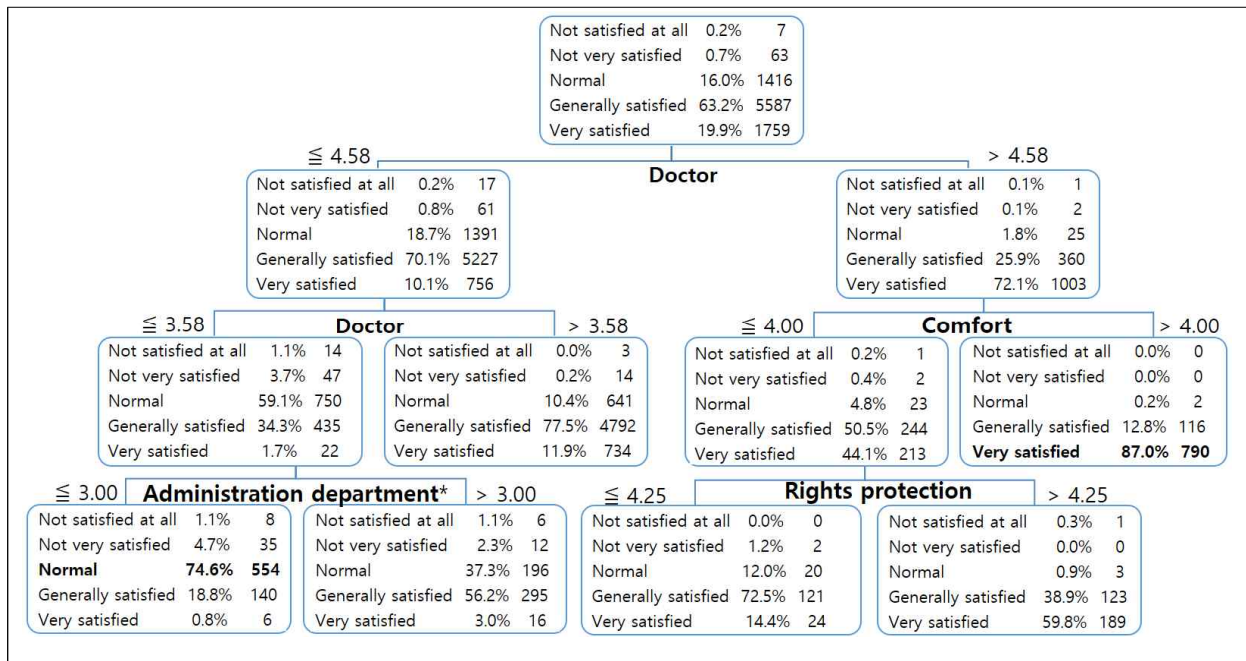 Not satisfied at all 0.2% 7
Not very satisfied 0.7% 63
Normal 16.0% 1416
Generally satisfied 63.2% 5587
Very satisfied 19.9% 1759
≦ 4.58
Doctor
> 4.58
Not satisfied at all 0.2% 17
Not very satisfied 0.8% 61
Normal 18.7% 1391
Generally satisfied 70.1% 5227
Very satisfied 10.1% 756
Not satisfied at all 0.1% 1
Not very satisfied 0.1% 2
Normal 1.8% 25
Generally satisfied 25.9% 360
Very satisfied 72.1% 1003
≦ 3.58
Doctor
> 3.58
≦ 4.00
Comfort
> 4.00
Not satisfied at all 1.1% 14
Not very satisfied 3.7% 47
Normal 59.1% 750
Generally satisfied 34.3% 435
Very satisfied 1.7% 22
Not satisfied at all 0.0% 3
Not very satisfied 0.2% 14
Normal 10.4% 641
Generally satisfied 77.5% 4792
Very satisfied 11.9% 734
Not satisfied at all 0.2% 1
Not very satisfied 0.4% 2
Normal 4.8% 23
Generally satisfied 50.5% 244
Very satisfied 44.1% 213
Not satisfied at all 0.0% 0
Not very satisfied 0.0% 0
Normal 0.2% 2
Generally satisfied 12.8% 116
Very satisfied 87.0% 790
≦ 3.00
Administration department*
> 3.00
≦ 4.25
Rights protection
> 4.25
Not satisfied at all 1.1% 8
Not very satisfied 4.7% 35
Normal 74.6% 554
Generally satisfied 18.8% 140
Very satisfied 0.8% 6
Not satisfied at all 1.1% 6
Not very satisfied 2.3% 12
Normal 37.3% 196
Generally satisfied 56.2% 295
Very satisfied 3.0% 16
Not satisfied at all 0.0% 0
Not very satisfied 1.2% 2
Normal 12.0% 20
Generally satisfied 72.5% 121
Very satisfied 14.4% 24
Not satisfied at all 0.3% 1
Not very satisfied 0.0% 0
Normal 0.9% 3
Generally satisfied 38.9% 123
Very satisfied 59.8% 189